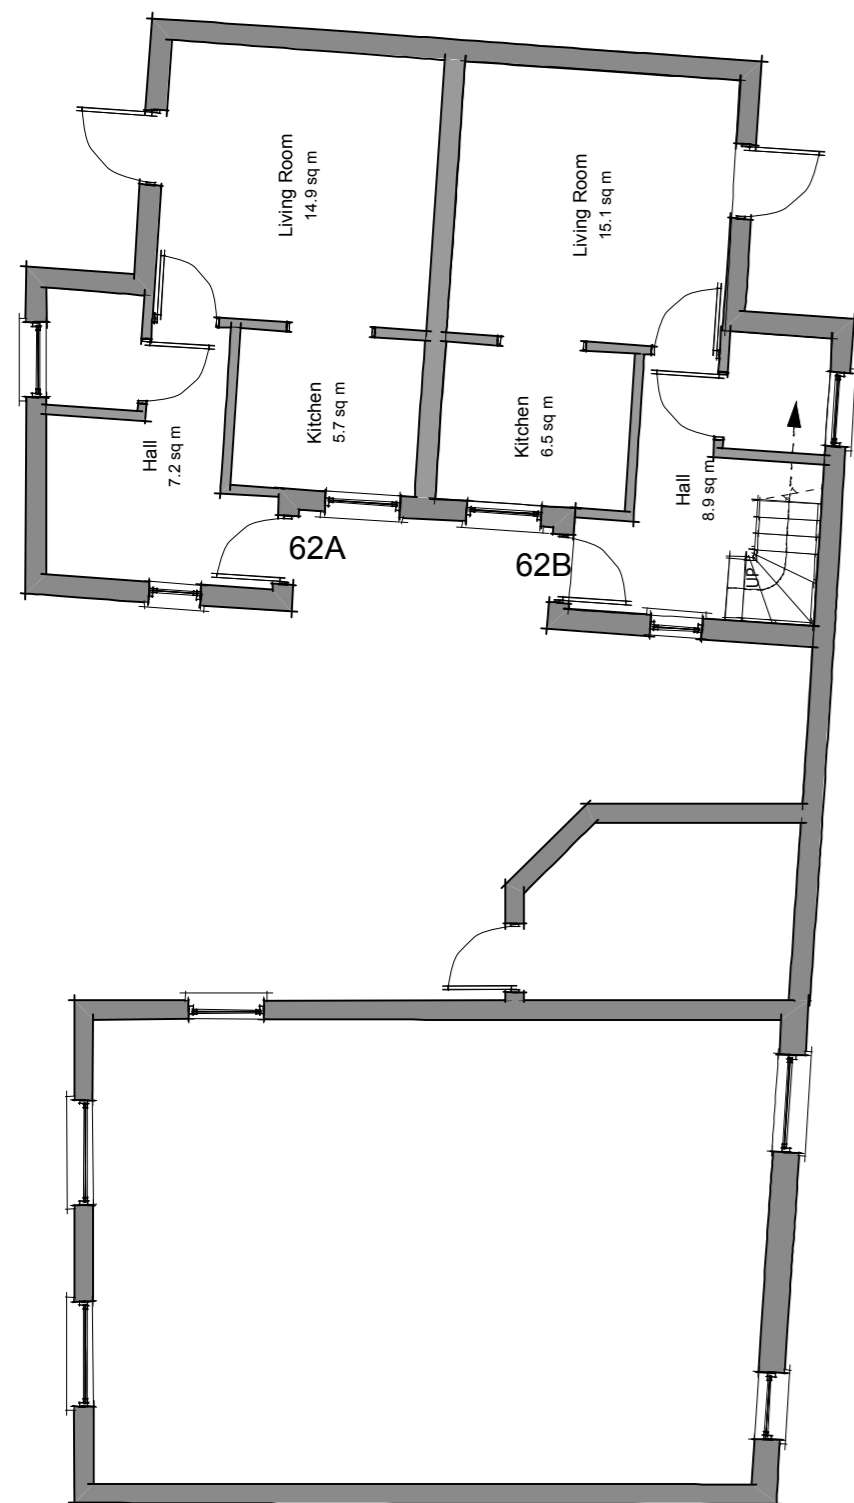 Living Room
14.9 sq m
Living Room
15.1 sq m
Kitchen
5.7 sq m
Kitchen
6.5 sq m
Hall
7.2 sq m
Hall
8.9 sq m
62A
62B
UP